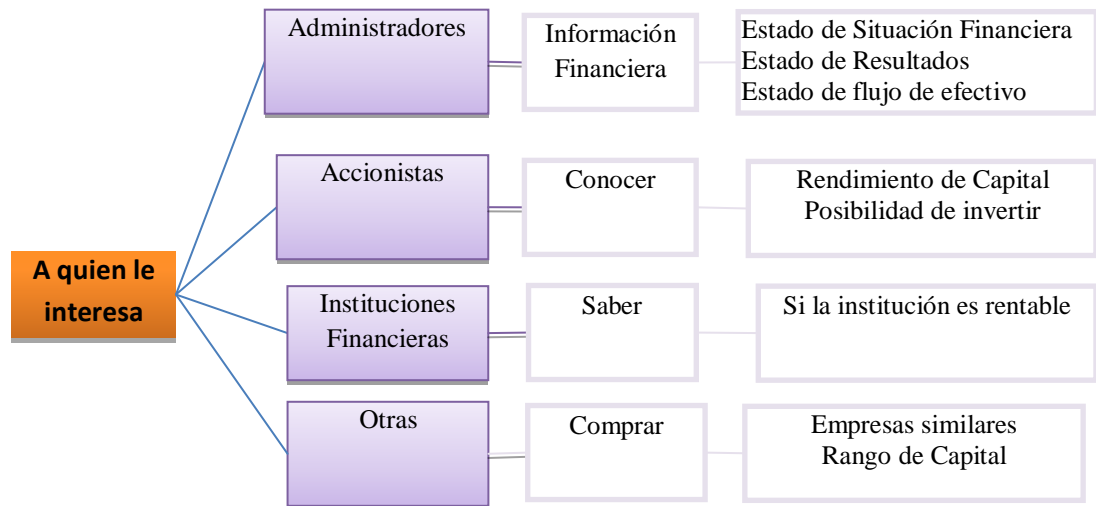 A quien le
interesa
Administradores
Información
Financiera
Estado de Situación Financiera
Estado de Resultados
Estado de flujo de efectivo
Accionistas
Conocer
Rendimiento de Capital
Posibilidad de invertir
Instituciones
Financieras
Saber
Si la institución es rentable
Otras
Comprar
Empresas similares
Rango de Capital